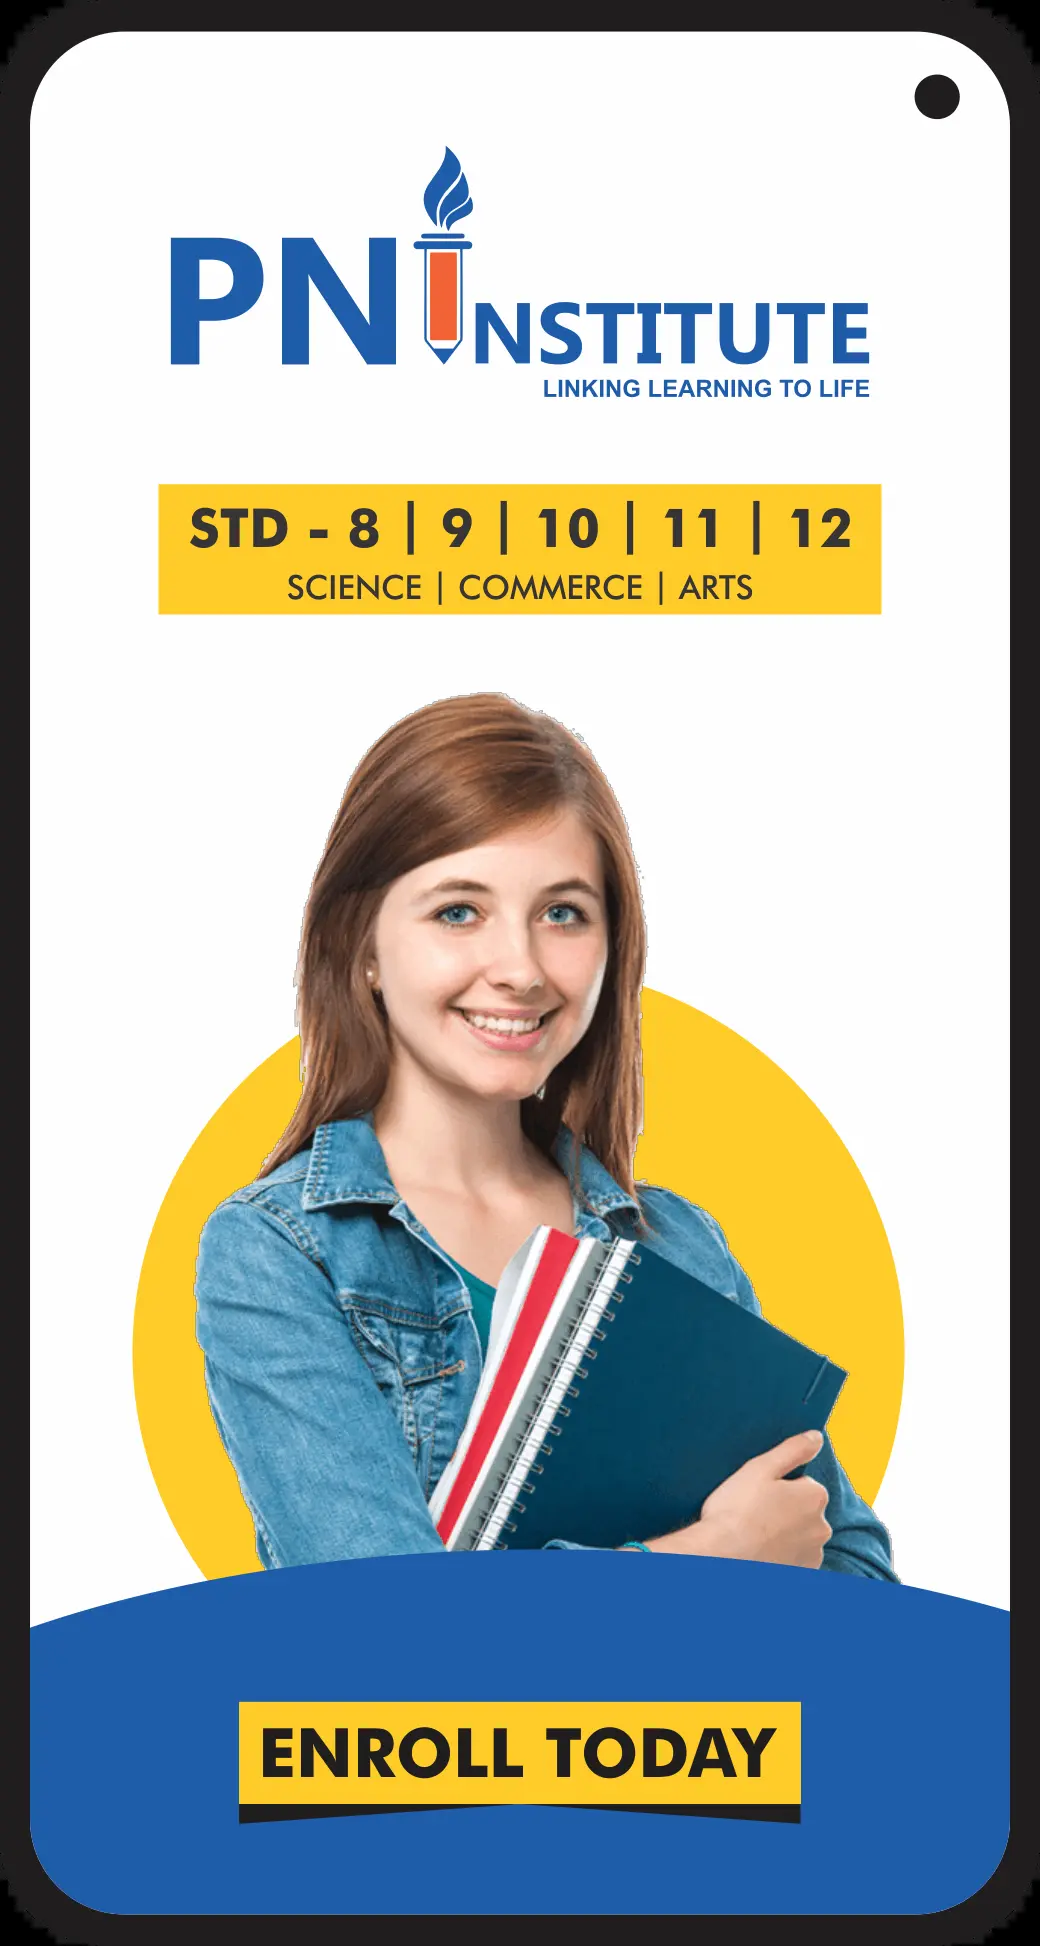 PN INSTITUTE
LINKING LEARNING TO LIFE
STD - 8 | 9 | 10 | 11 | 12
SCIENCE | COMMERCE | ARTS
ENROLL TODAY